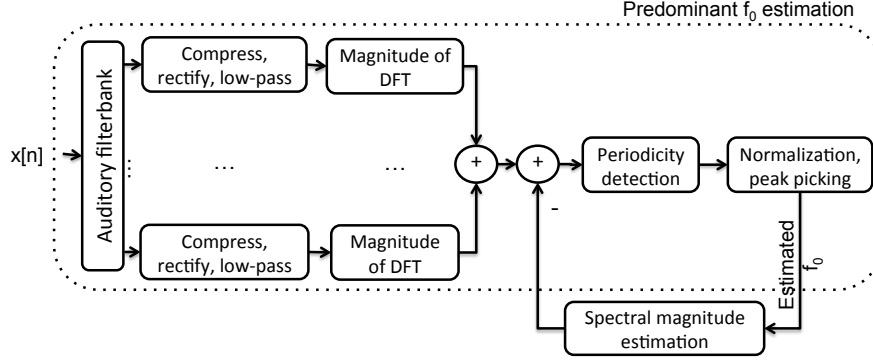 Predominant f₀ estimation
x[n]
Auditory filterbank
Compress,
rectify, low-pass
Magnitude of
DFT
...
...
...
Compress,
rectify, low-pass
Magnitude
of DFT
+
+
-
Periodicity
detection
Normalization,
peak picking
Estimated
f₀
Spectral magnitude
estimation